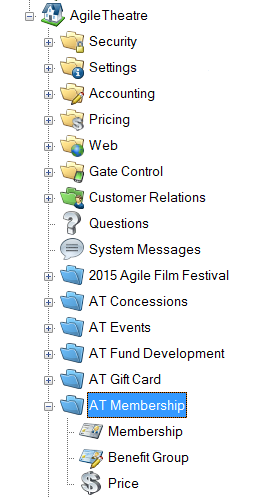 AgileTheatre
Security
Settings
Accounting
Pricing
Web
Gate Control
Customer Relations
Questions
System Messages
2015 Agile Film Festival
AT Concessions
AT Events
AT Fund Development
AT Gift Card
AT Membership
Membership
Benefit Group
Price